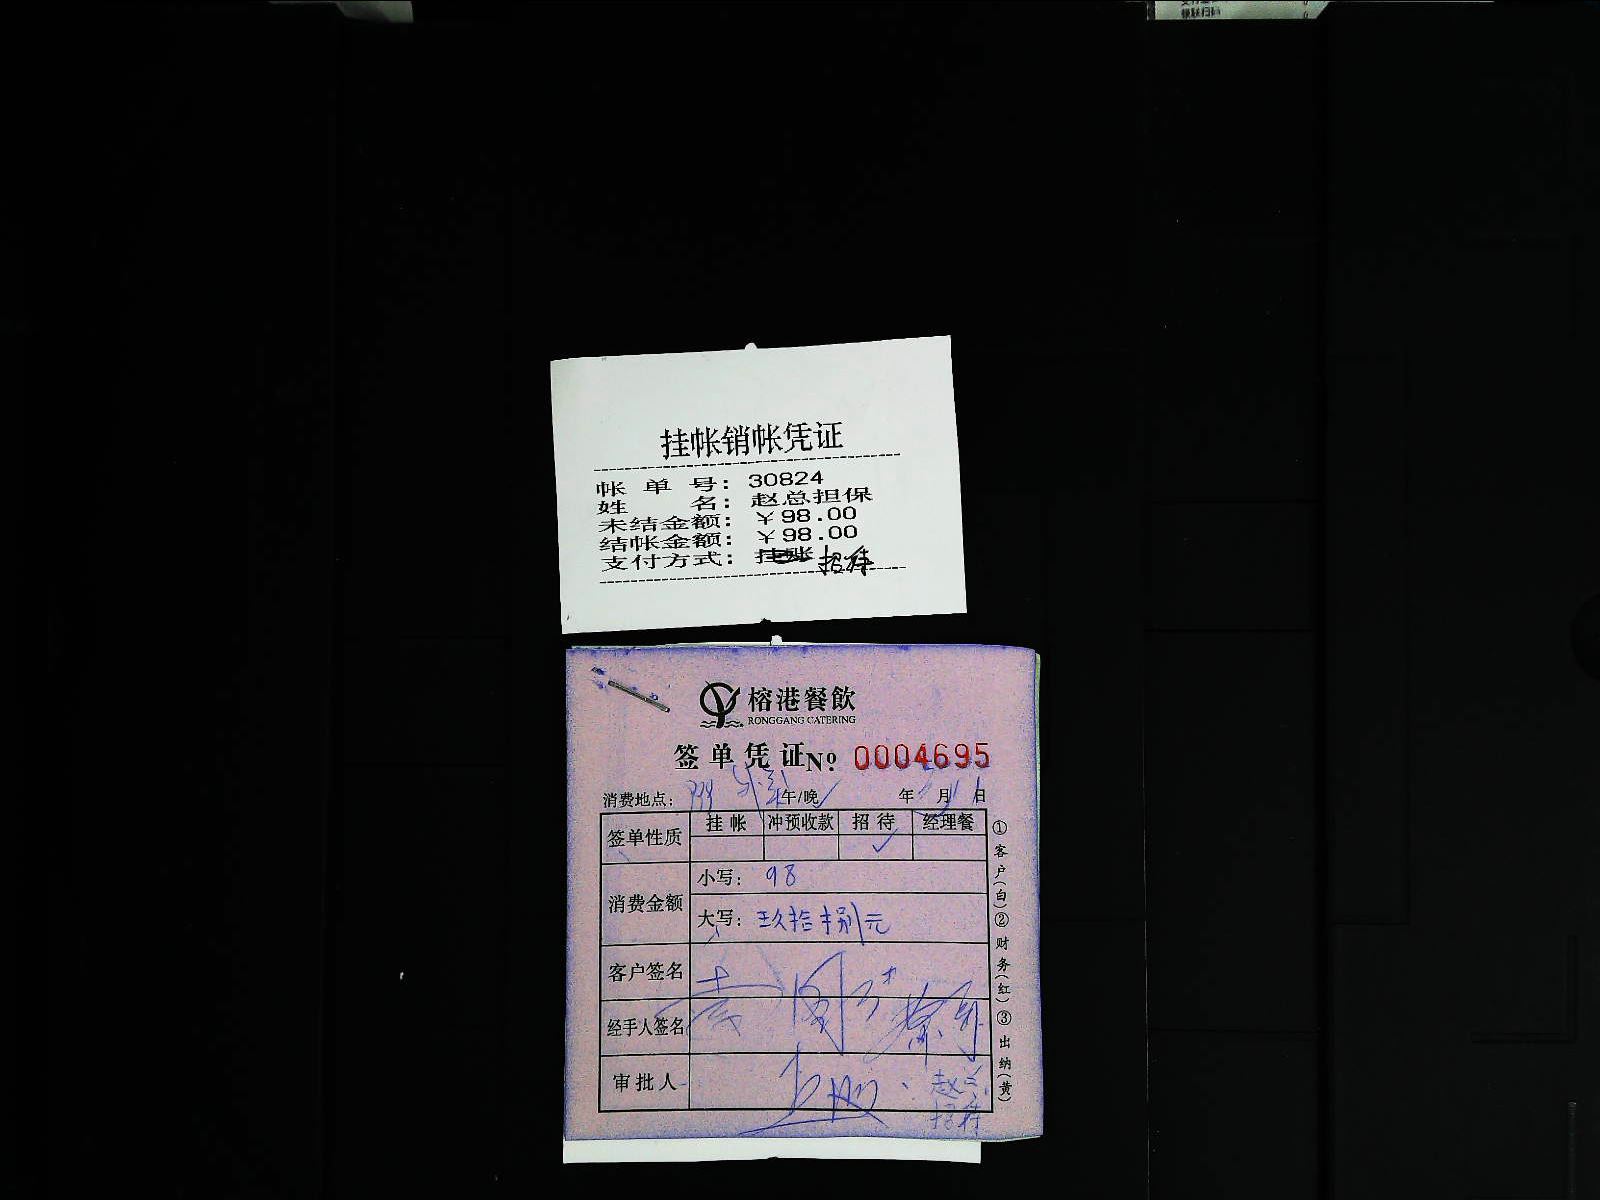 挂帐销帐凭证
帐单号：30824
姓名：赵总担保
未结金额：￥98.00
结帐金额：￥98.00
支付方式：挂账 招待
榕港餐飲
RONGGANG CATERING
签单凭证 № 0004695
消费地点： 午/晚 年 月 日
签单性质 挂帐 冲预收款 招待 经理餐
✓
消费金额 小写：98
大写：玖拾捌元
客户签名
经手人签名
审批人
赵总
招待
①客户(白)②财务(红)③出纳(黄)